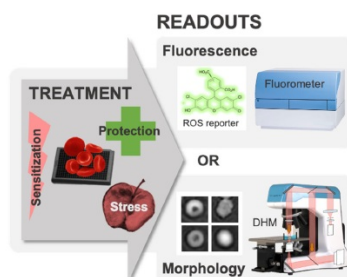 READOUTS
Fluorescence
TREATMENT
Protection
Sensitization
Stress
ROS reporter
Fluorometer
OR
DHM
Morphology